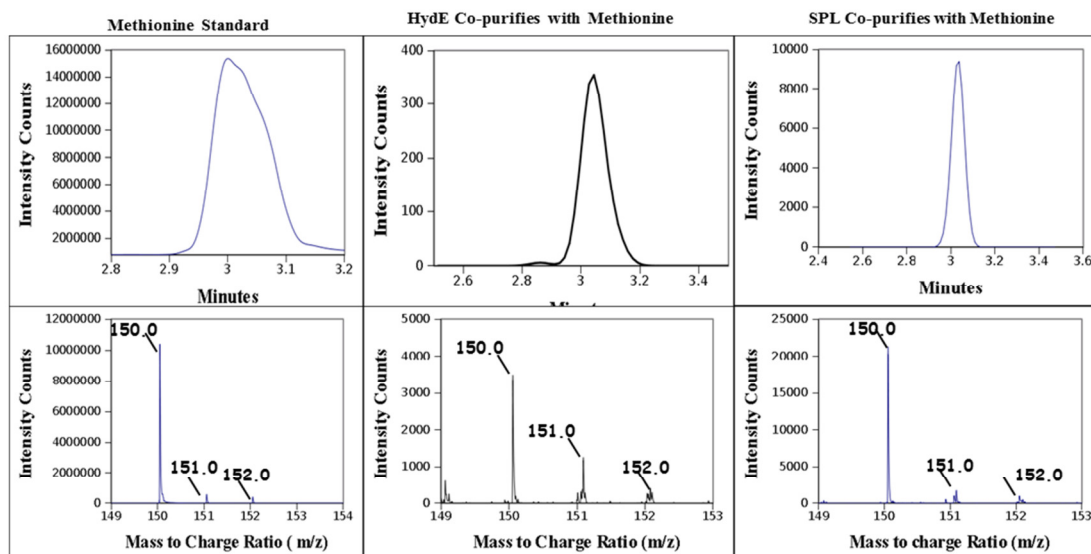 Methionine Standard
HydE Co-purifies with Methionine
SPL Co-purifies with Methionine
Intensity Counts
16000000
14000000
12000000
10000000
8000000
6000000
4000000
2000000
2.8 2.9 3 3.1 3.2
Minutes
Intensity Counts
400
300
200
100
0
2.6 2.8 3 3.2 3.4
Intensity Counts
10000
8000
6000
4000
2000
0
2.4 2.6 2.8 3 3.2 3.4 3.6
Minutes
Intensity Counts
12000000
10000000
8000000
6000000
4000000
2000000
0
150.0
151.0
152.0
149 150 151 152 153 154
Mass to Charge Ratio ( m/z)
Intensity Counts
5000
4000
3000
2000
1000
0
150.0
151.0
152.0
149 150 151 152 153
Mass to Charge Ratio (m/z)
Intensity Counts
25000
20000
15000
10000
5000
0
150.0
151.0
152.0
149 150 151 152 153
Mass to charge Ratio (m/z)